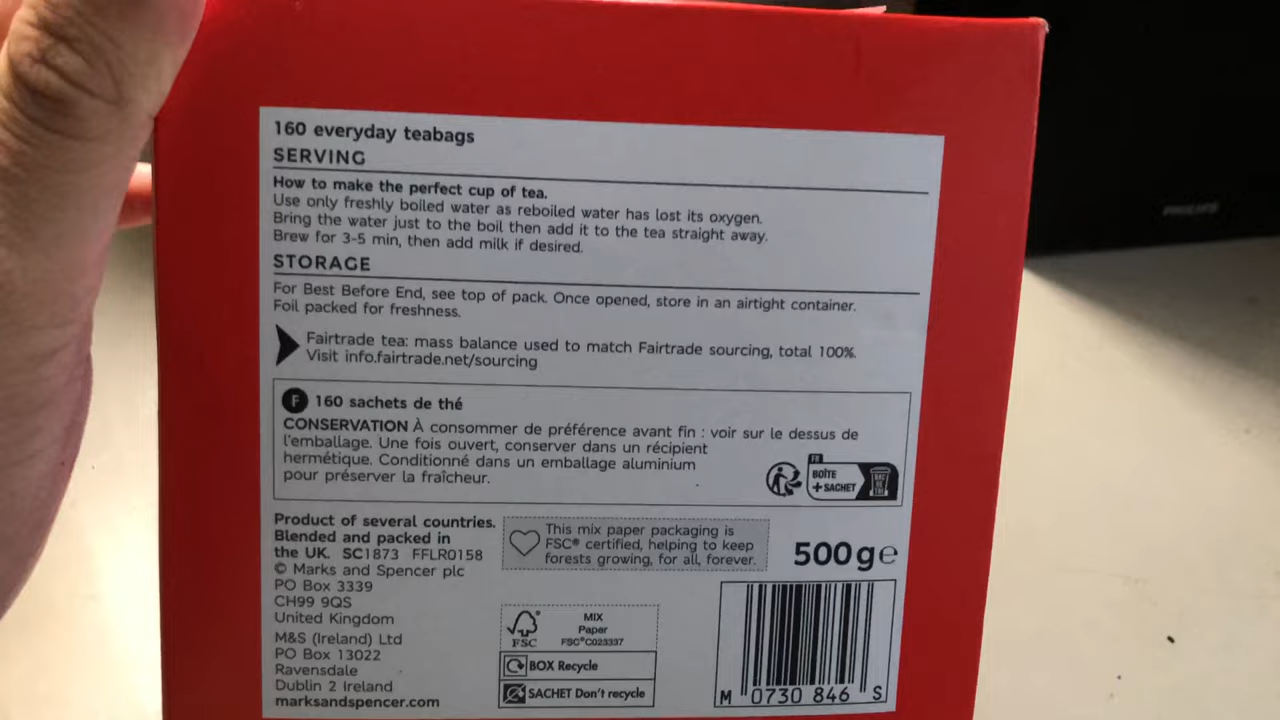 160 everyday teabags
SERVING
How to make the perfect cup of tea.
Use only freshly boiled water as reboiled water has lost its oxygen.
Bring the water just to the boil then add it to the tea straight away.
Brew for 3-5 min, then add milk if desired.
STORAGE
For Best Before End, see top of pack. Once opened, store in an airtight container.
Foil packed for freshness.
Fairtrade tea: mass balance used to match Fairtrade sourcing, total 100%.
Visit info.fairtrade.net/sourcing
F 160 sachets de thé
CONSERVATION À consommer de préférence avant fin : voir sur le dessus de
l'emballage. Une fois ouvert, conserver dans un récipient
hermétique. Conditionné dans un emballage aluminium
pour préserver la fraîcheur.
FR
BOÎTE
+ SACHET
BAC
DE
TRI
Product of several countries.
Blended and packed in
the UK. SC1873 FFLR0158
© Marks and Spencer plc
PO Box 3339
CH99 9QS
United Kingdom
M&S (Ireland) Ltd
PO Box 13022
Ravensdale
Dublin 2 Ireland
marksandspencer.com
This mix paper packaging is
FSC® certified, helping to keep
forests growing, for all, forever.
500g℮
FSC
MIX
Paper
FSC® C023337
BOX Recycle
SACHET Don't recycle
M 0730 846 S
PHILIPS